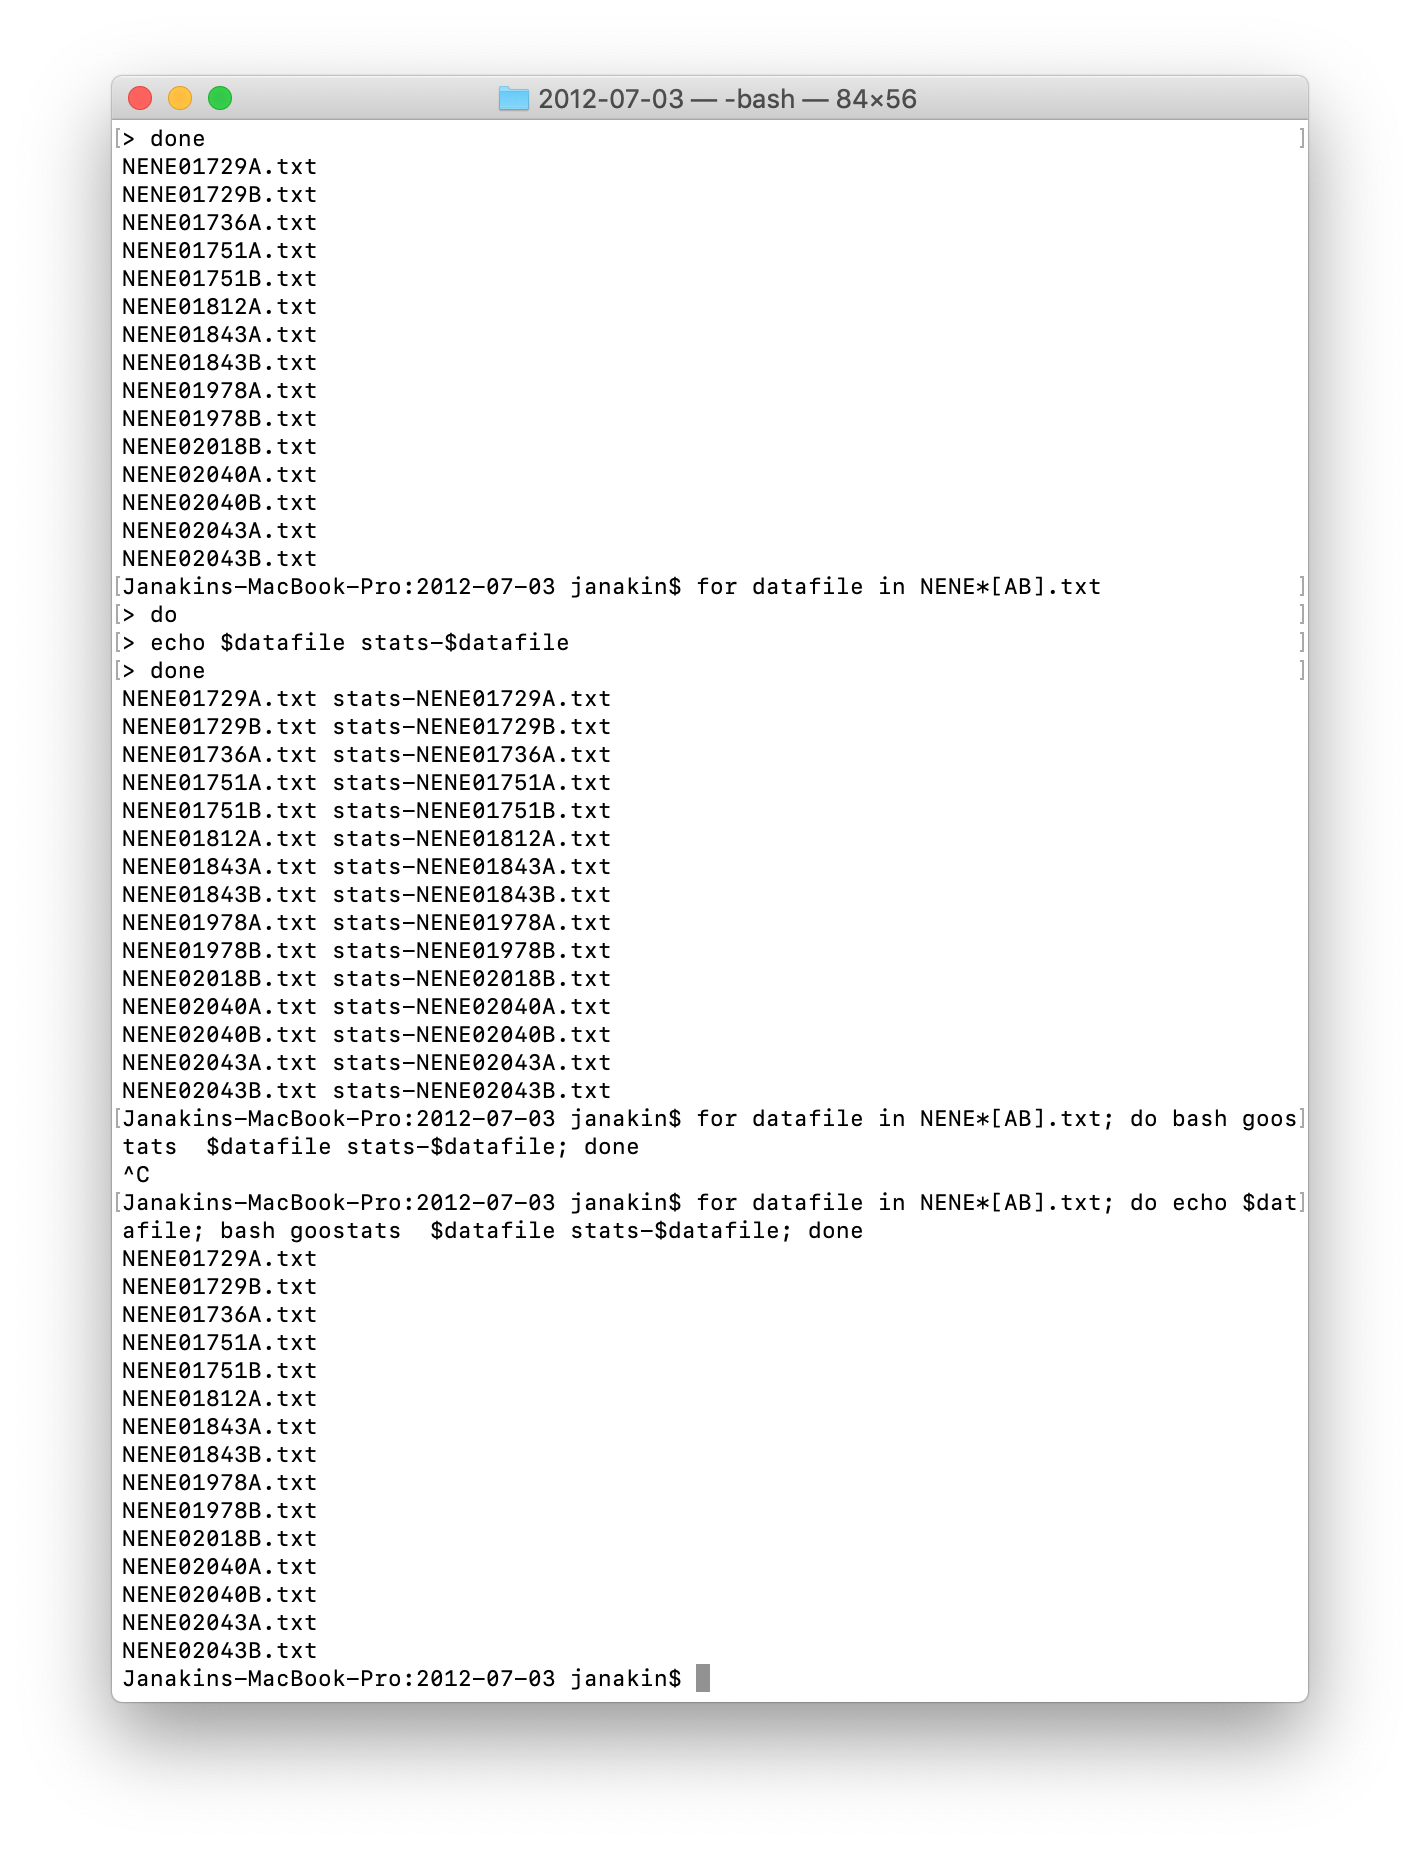 2012-07-03 — -bash — 84×56
[> done ]
NENE01729A.txt
NENE01729B.txt
NENE01736A.txt
NENE01751A.txt
NENE01751B.txt
NENE01812A.txt
NENE01843A.txt
NENE01843B.txt
NENE01978A.txt
NENE01978B.txt
NENE02018B.txt
NENE02040A.txt
NENE02040B.txt
NENE02043A.txt
NENE02043B.txt
[Janakins-MacBook-Pro:2012-07-03 janakin$ for datafile in NENE*[AB].txt ]
[> do ]
[> echo $datafile stats-$datafile ]
[> done ]
NENE01729A.txt stats-NENE01729A.txt
NENE01729B.txt stats-NENE01729B.txt
NENE01736A.txt stats-NENE01736A.txt
NENE01751A.txt stats-NENE01751A.txt
NENE01751B.txt stats-NENE01751B.txt
NENE01812A.txt stats-NENE01812A.txt
NENE01843A.txt stats-NENE01843A.txt
NENE01843B.txt stats-NENE01843B.txt
NENE01978A.txt stats-NENE01978A.txt
NENE01978B.txt stats-NENE01978B.txt
NENE02018B.txt stats-NENE02018B.txt
NENE02040A.txt stats-NENE02040A.txt
NENE02040B.txt stats-NENE02040B.txt
NENE02043A.txt stats-NENE02043A.txt
NENE02043B.txt stats-NENE02043B.txt
[Janakins-MacBook-Pro:2012-07-03 janakin$ for datafile in NENE*[AB].txt; do bash goos]
tats  $datafile stats-$datafile; done
^C
[Janakins-MacBook-Pro:2012-07-03 janakin$ for datafile in NENE*[AB].txt; do echo $dat]
afile; bash goostats  $datafile stats-$datafile; done
NENE01729A.txt
NENE01729B.txt
NENE01736A.txt
NENE01751A.txt
NENE01751B.txt
NENE01812A.txt
NENE01843A.txt
NENE01843B.txt
NENE01978A.txt
NENE01978B.txt
NENE02018B.txt
NENE02040A.txt
NENE02040B.txt
NENE02043A.txt
NENE02043B.txt
Janakins-MacBook-Pro:2012-07-03 janakin$